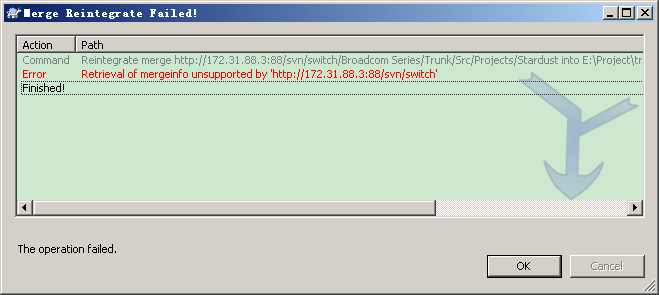 Merge Reintegrate Failed!
Action Path
Command Reintegrate merge http://172.31.88.3:88/svn/switch/Broadcom Series/Trunk/Src/Projects/Stardust into E:\Project\tr
Error Retrieval of mergeinfo unsupported by 'http://172.31.88.3:88/svn/switch'
Finished!
The operation failed.
OK Cancel